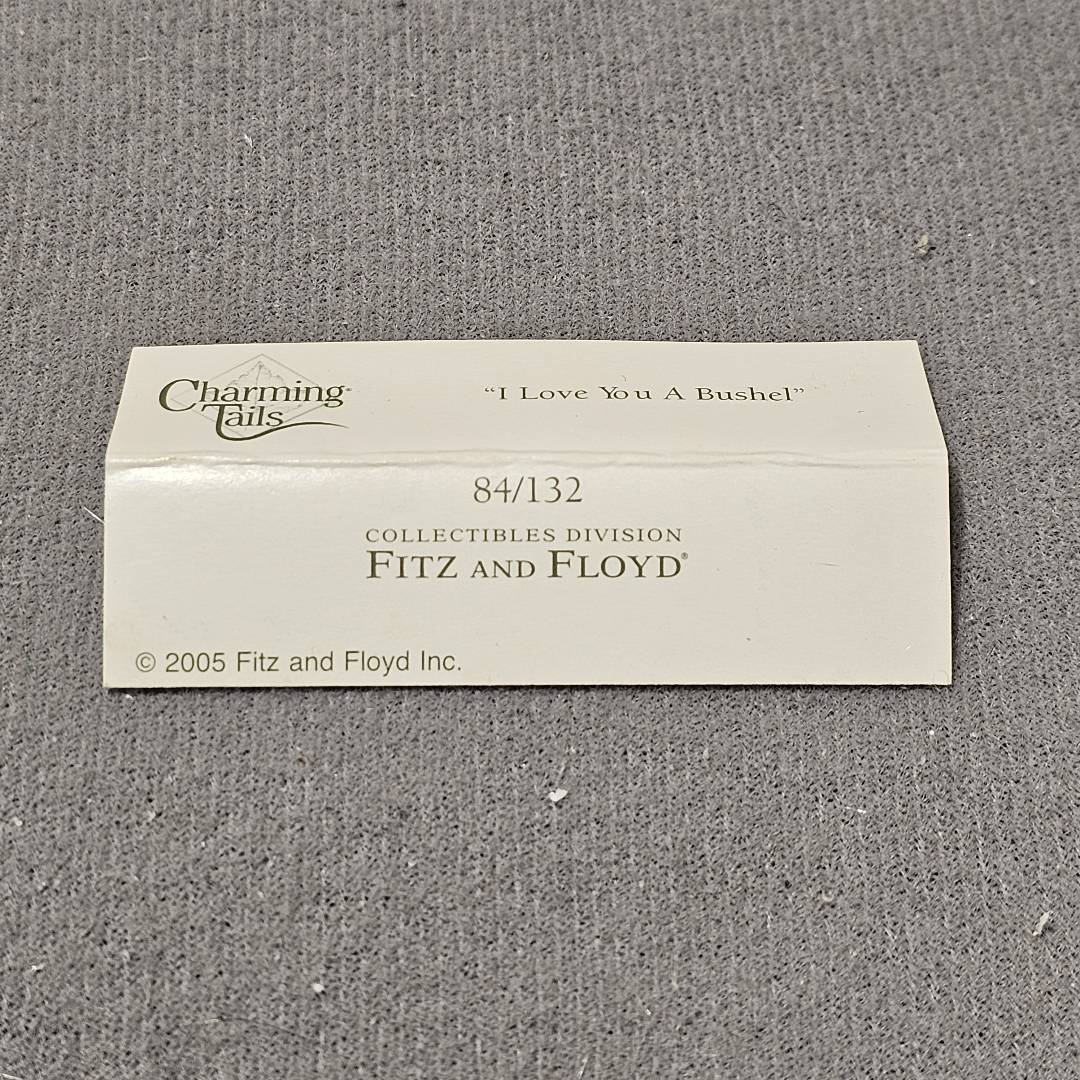 Charming® “I Love You A Bushel”
Tails
84/132
COLLECTIBLES DIVISION
FITZ AND FLOYD®
© 2005 Fitz and Floyd Inc.